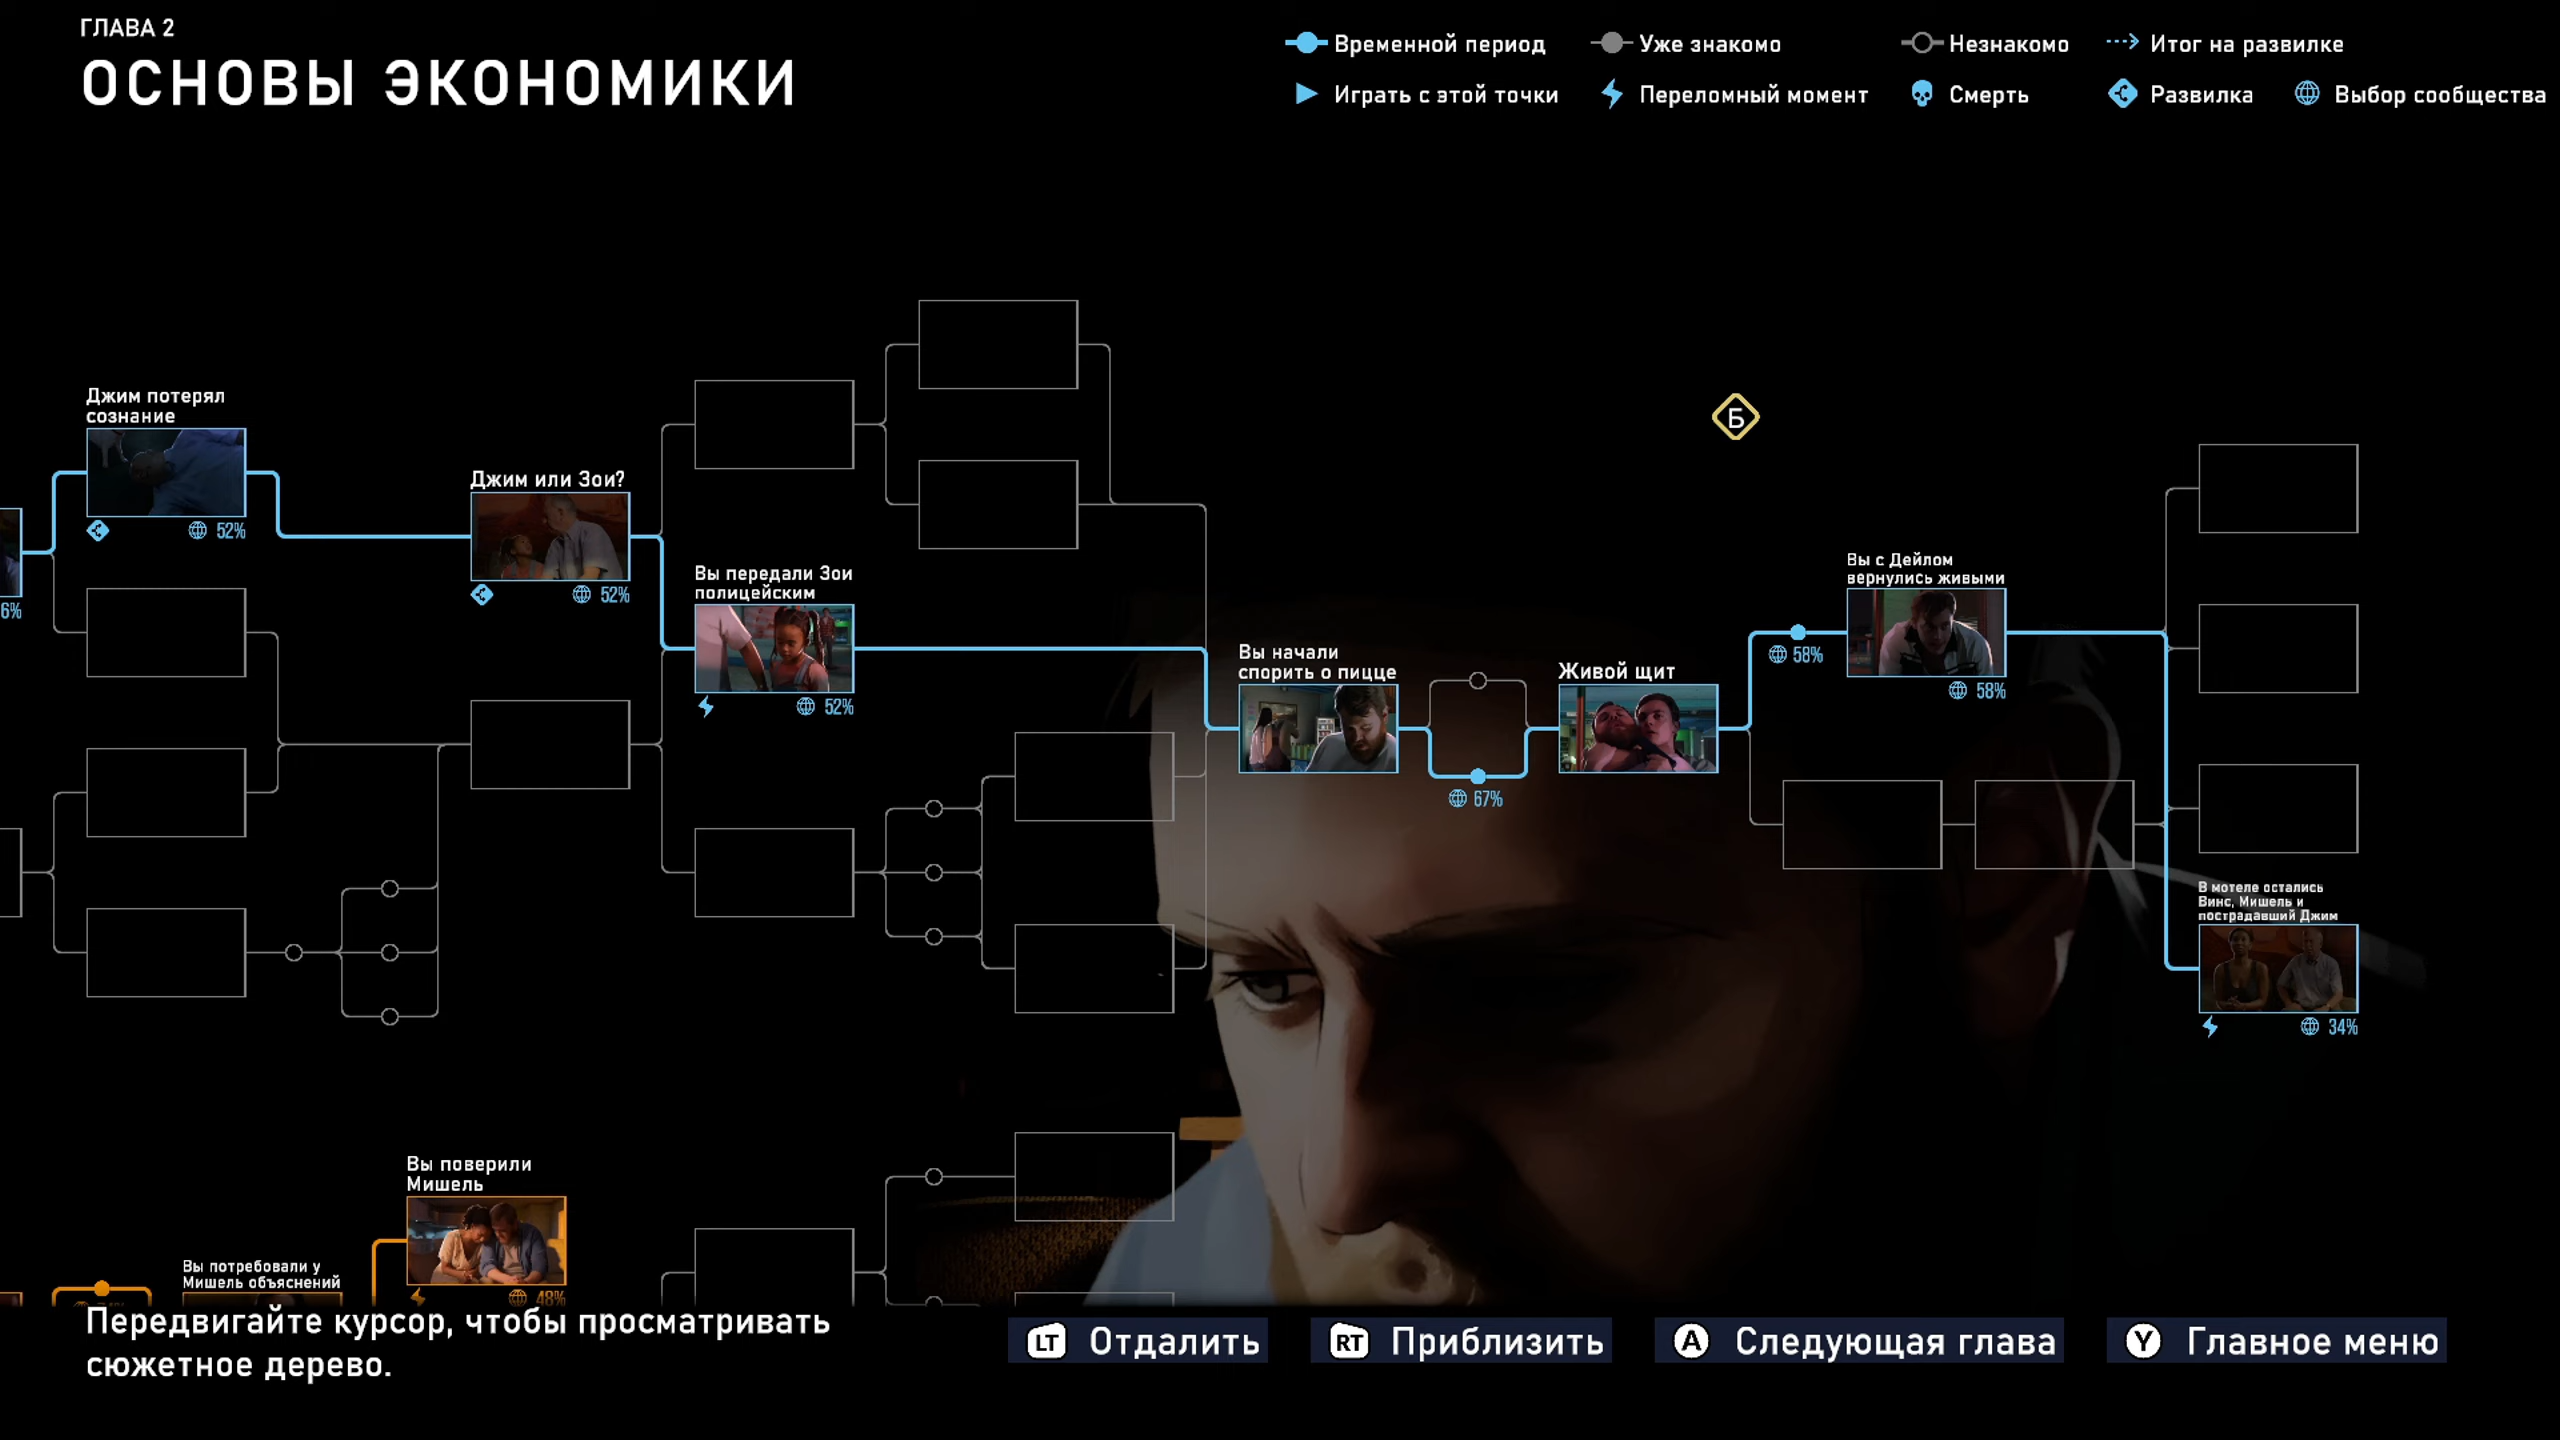 ГЛАВА 2
ОСНОВЫ ЭКОНОМИКИ
Временной период
Уже знакомо
Незнакомо
Итог на развилке
Играть с этой точки
Переломный момент
Смерть
Развилка
Выбор сообщества
Джим потерял
сознание
52%
6%
Джим или Зои?
52%
Вы передали Зои
полицейским
52%
Б
Вы начали
спорить о пицце
67%
Живой щит
58%
Вы с Дейлом
вернулись живыми
58%
В мотеле остались
Винс, Мишель и
пострадавший Джим
34%
Вы потребовали у
Мишель объяснений
Вы поверили
Мишель
48%
Передвигайте курсор, чтобы просматривать
сюжетное дерево.
LT Отдалить
RT Приблизить
A Следующая глава
Y Главное меню